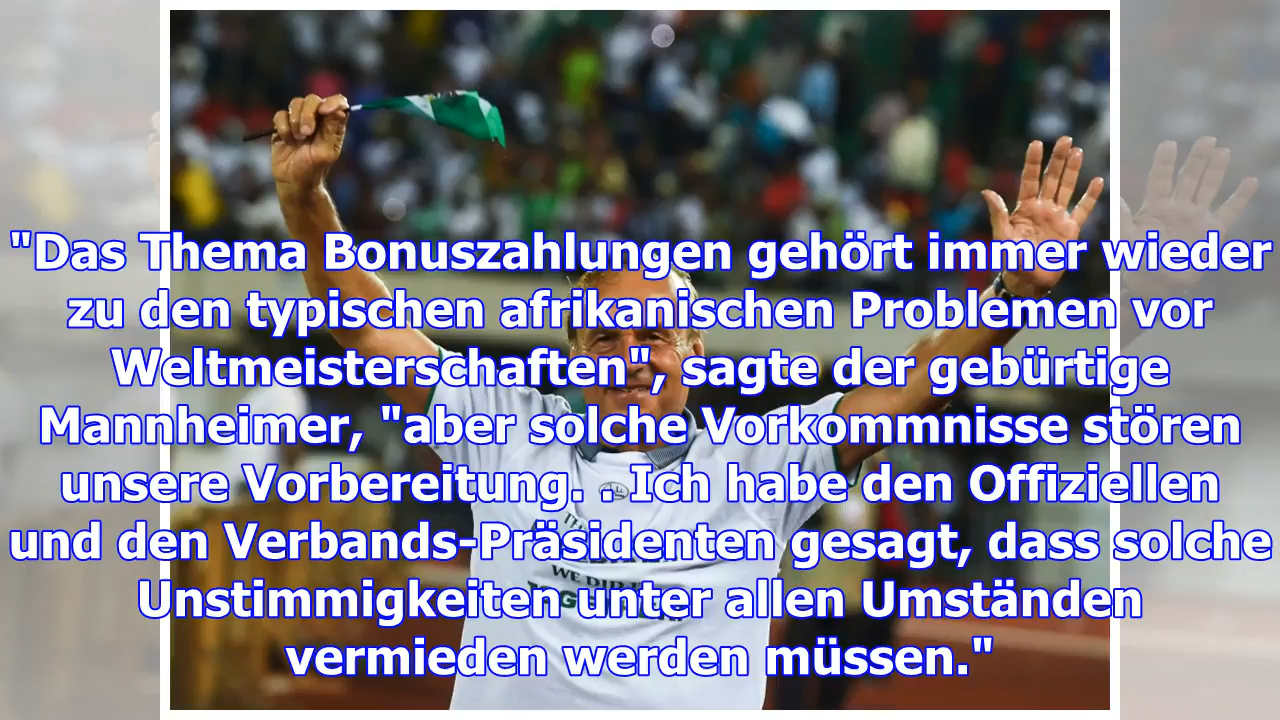 "Das Thema Bonuszahlungen gehört immer wieder
zu den typischen afrikanischen Problemen vor
Weltmeisterschaften", sagte der gebürtige
Mannheimer, "aber solche Vorkommnisse stören
unsere Vorbereitung. . Ich habe den Offiziellen
und den Verbands-Präsidenten gesagt, dass solche
Unstimmigkeiten unter allen Umständen
vermieden werden müssen."
WE DID